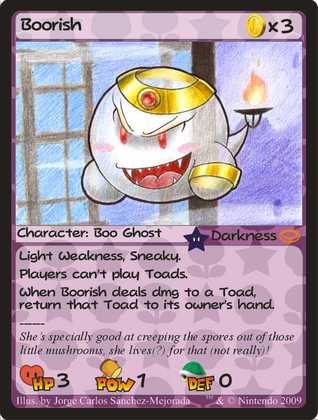 Boorish x3
Character: Boo Ghost Darkness
Light Weakness, Sneaky.
Players can't play Toads.
When Boorish deals dmg to a Toad,
return that Toad to its owner's hand.
-----
She's specially good at creeping the spores out of those
little mushrooms, she lives(?) for that (not really)!
HP 3 POW 1 DEF 0
Illus. by Jorge Carlos Sánchez-Mejorada ™ & © Nintendo 2009